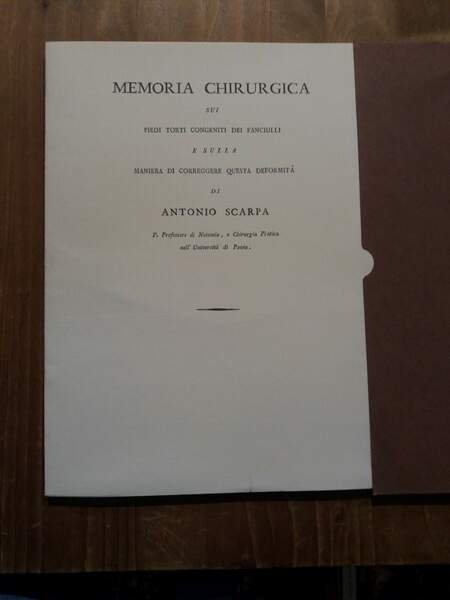 MEMORIA CHIRURGICA
SUI
PIEDI TORTI CONGENITI DEI FANCIULLI
E SULLA
MANIERA DI CORREGGERE QUESTA DEFORMITÁ
DI
ANTONIO SCARPA
P. Professore di Notomia, e Chirurgia Pratica
nell' Università di Pavia.